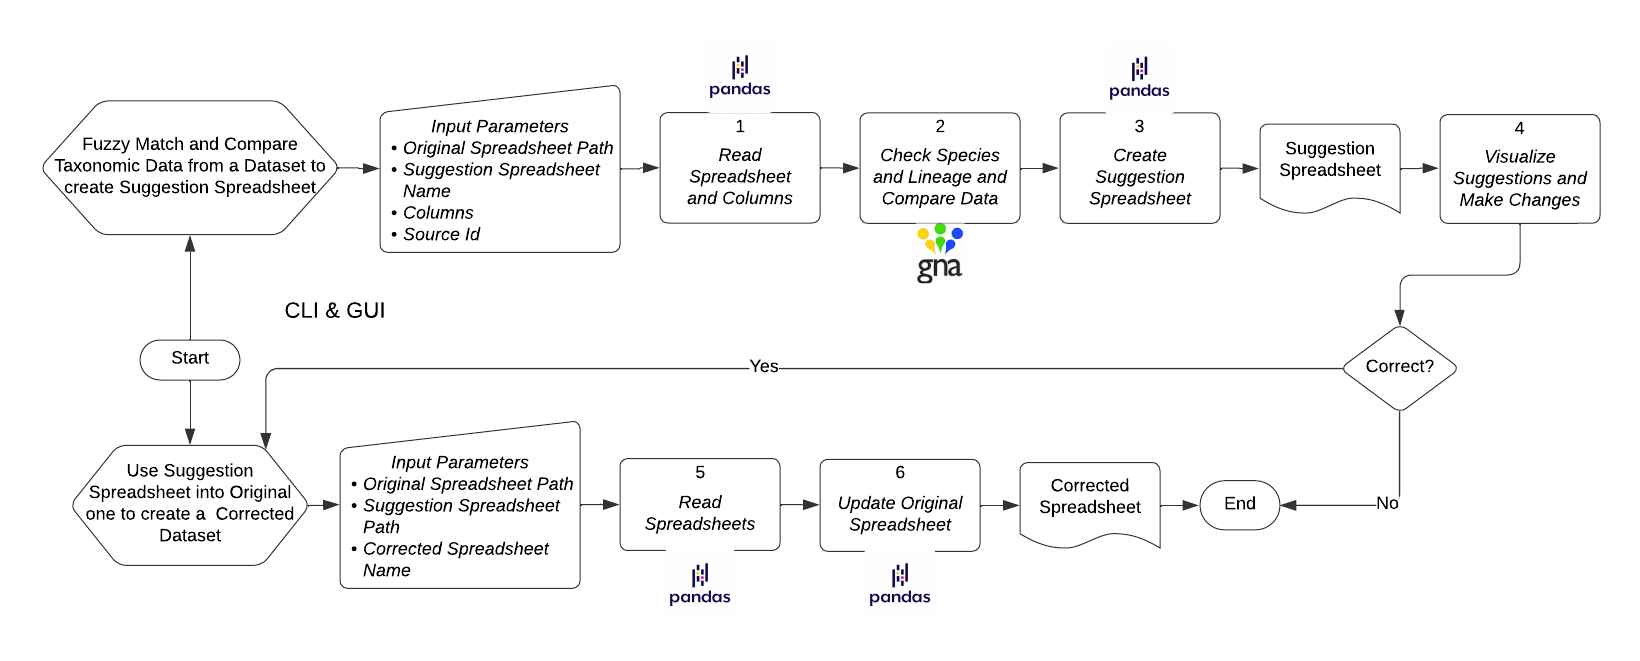 pandas
pandas
Fuzzy Match and Compare
Taxonomic Data from a Dataset to
create Suggestion Spreadsheet
Input Parameters
• Original Spreadsheet Path
• Suggestion Spreadsheet
Name
• Columns
• Source Id
1
Read
Spreadsheet
and Columns
2
Check Species
and Lineage and
Compare Data
gna
3
Create
Suggestion
Spreadsheet
Suggestion
Spreadsheet
4
Visualize
Suggestions and
Make Changes
CLI & GUI
Start
Yes
Correct?
No
Use Suggestion
Spreadsheet into Original
one to create a  Corrected
Dataset
Input Parameters
• Original Spreadsheet Path
• Suggestion Spreadsheet
Path
• Corrected Spreadsheet
Name
5
Read
Spreadsheets
6
Update Original
Spreadsheet
Corrected
Spreadsheet
End
pandas
pandas